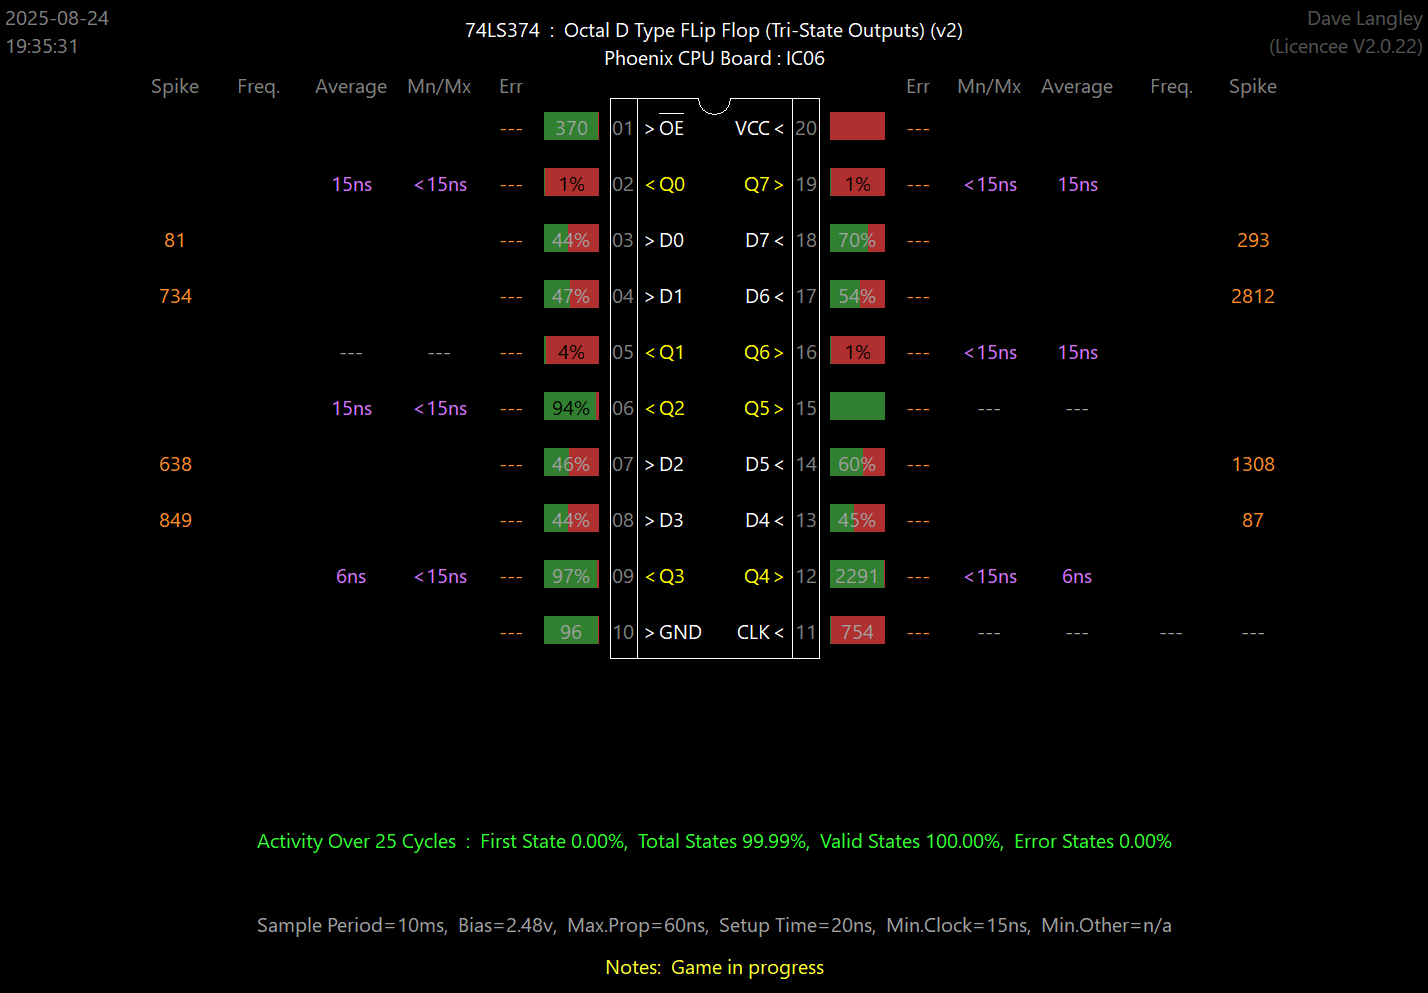 2025-08-24 74LS374 : Octal D Type FLip Flop (Tri-State Outputs) (v2) Dave Langley
19:35:31 Phoenix CPU Board : IC06 (Licencee V2.0.22)
Spike Freq. Average Mn/Mx Err Err Mn/Mx Average Freq. Spike
--- 370 01 > OE VCC < 20 ---
15ns <15ns --- 1% 02 < Q0 Q7 > 19 1% --- <15ns 15ns
81 --- 44% 03 > D0 D7 < 18 70% --- 293
734 --- 47% 04 > D1 D6 < 17 54% --- 2812
--- --- --- 4% 05 < Q1 Q6 > 16 1% --- <15ns 15ns
15ns <15ns --- 94% 06 < Q2 Q5 > 15 --- --- ---
638 --- 46% 07 > D2 D5 < 14 60% --- 1308
849 --- 44% 08 > D3 D4 < 13 45% --- 87
6ns <15ns --- 97% 09 < Q3 Q4 > 12 2291 --- <15ns 6ns
--- 96 10 > GND CLK < 11 754 --- --- --- --- ---
Activity Over 25 Cycles : First State 0.00%, Total States 99.99%, Valid States 100.00%, Error States 0.00%
Sample Period=10ms, Bias=2.48v, Max.Prop=60ns, Setup Time=20ns, Min.Clock=15ns, Min.Other=n/a
Notes: Game in progress